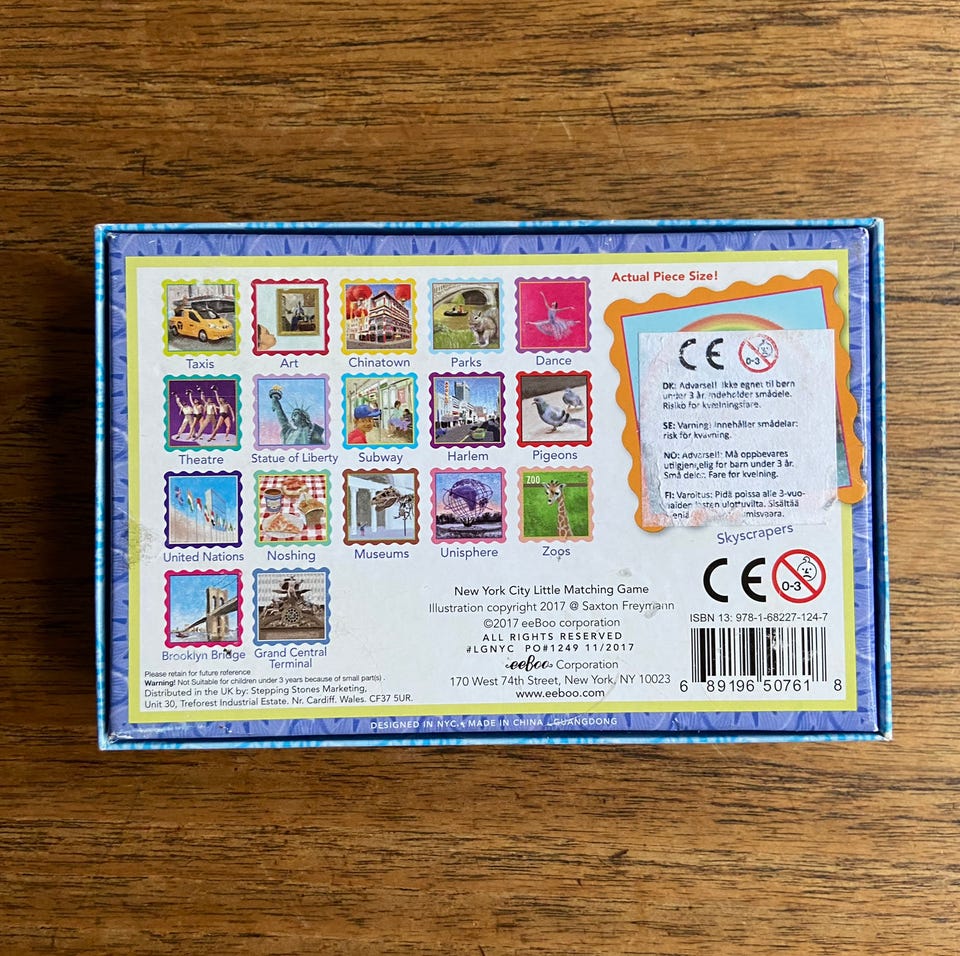 Actual Piece Size!
Taxis
Art
Chinatown
Parks
Dance
Theatre
Statue of Liberty
Subway
Harlem
Pigeons
ZOO
United Nations
Noshing
Museums
Unisphere
Zoos
Brooklyn Bridge
Grand Central
Terminal
CE 0-3
DK: Advarsel! Ikke egnet til børn
under 3 år. Indeholder smådele.
Risiko for kvælningsfare.
SE: Varning! Innehåller smådelar:
risk för kvävning.
NO: Advarsel! Må oppbevares
utilgjengelig for barn under 3 år.
Små deler. Fare for kvelning.
FI: Varoitus: Pidä poissa alle 3-vuo-
ulottuvilta. Sisältää
Skyscrapers
CE 0-3
New York City Little Matching Game
Illustration copyright 2017 @ Saxton Freymann
©2017 eeBoo corporation
ALL RIGHTS RESERVED
#LGNYC PO#1249 11/2017
eeBoo Corporation
170 West 74th Street, New York, NY 10023
www.eeboo.com
ISBN 13: 978-1-68227-124-7
6 89196 50761 8
Please retain for future reference
Warning! Not Suitable for children under 3 years because of small part(s).
Distributed in the UK by: Stepping Stones Marketing,
Unit 30, Treforest Industrial Estate. Nr. Cardiff. Wales. CF37 5UR.
DESIGNED IN NYC. • MADE IN CHINA - GUANGDONG